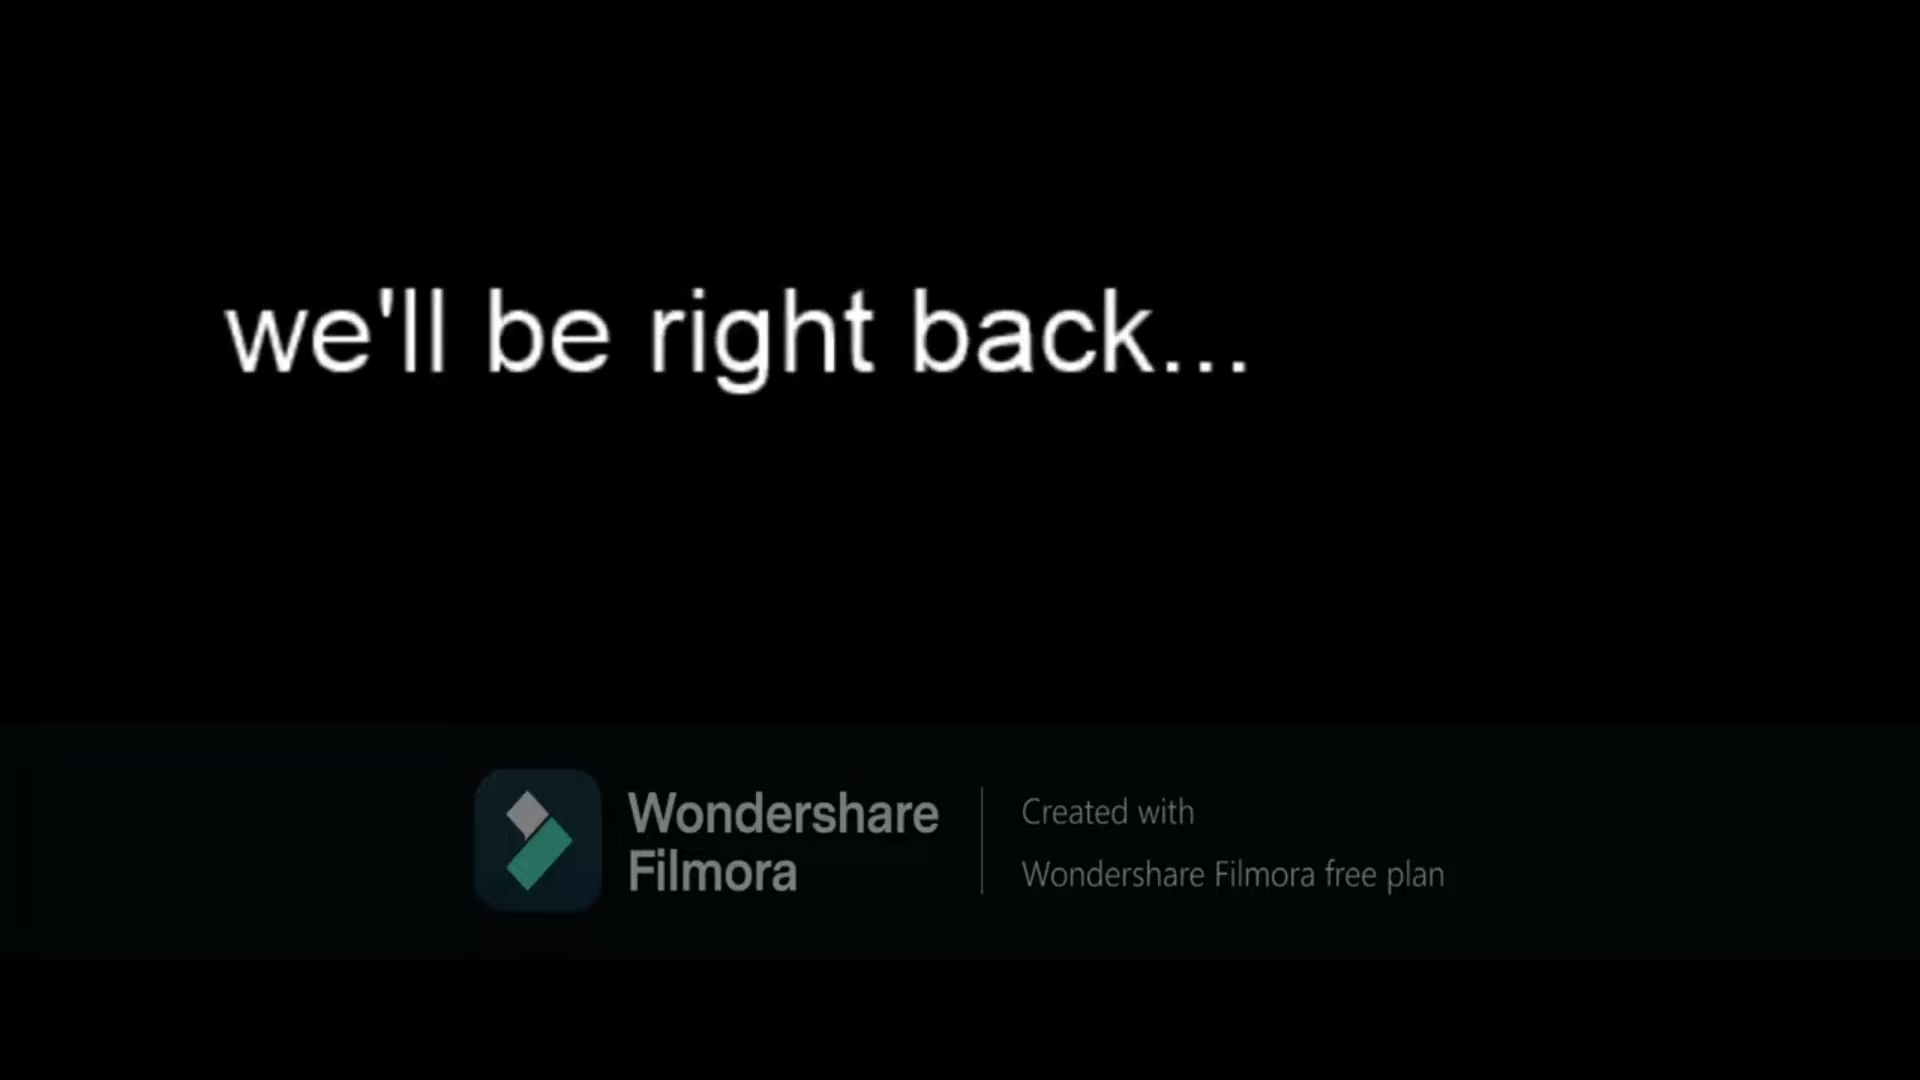 we'll be right back...
Wondershare
Filmora
Created with
Wondershare Filmora free plan